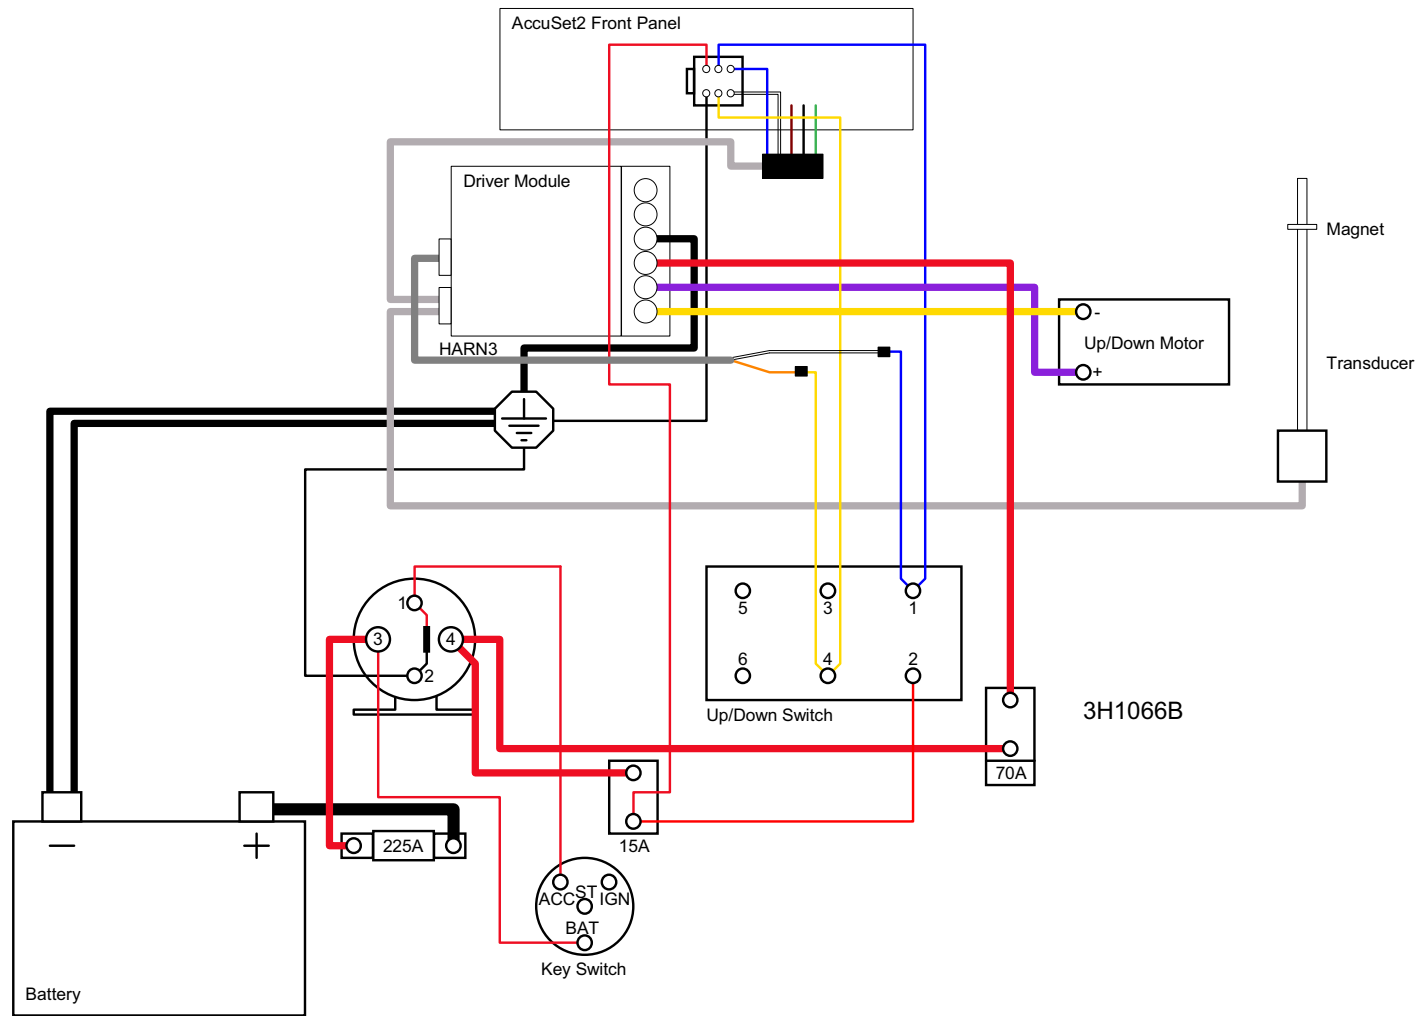 AccuSet2 Front Panel
Driver Module
Magnet
-
Up/Down Motor
+
HARN3
Transducer
1
3
4
2
5
3
1
6
4
2
Up/Down Switch
3H1066B
70A
15A
225A
ACC
ST
IGN
BAT
Key Switch
Battery